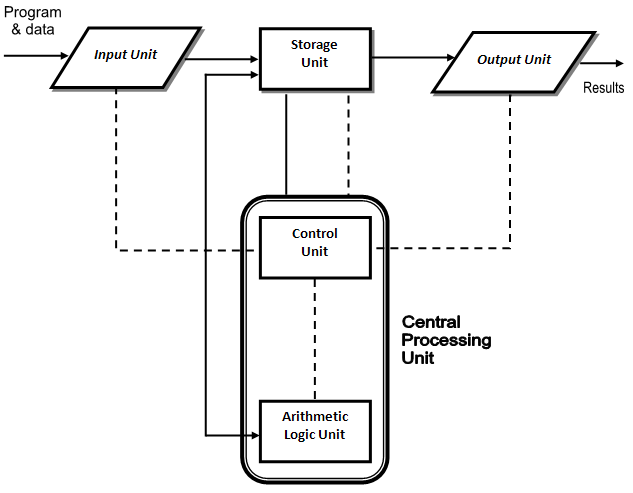 Program
& data
Input Unit
Storage
Unit
Output Unit
Results
Control
Unit
Central
Processing
Unit
Arithmetic
Logic Unit